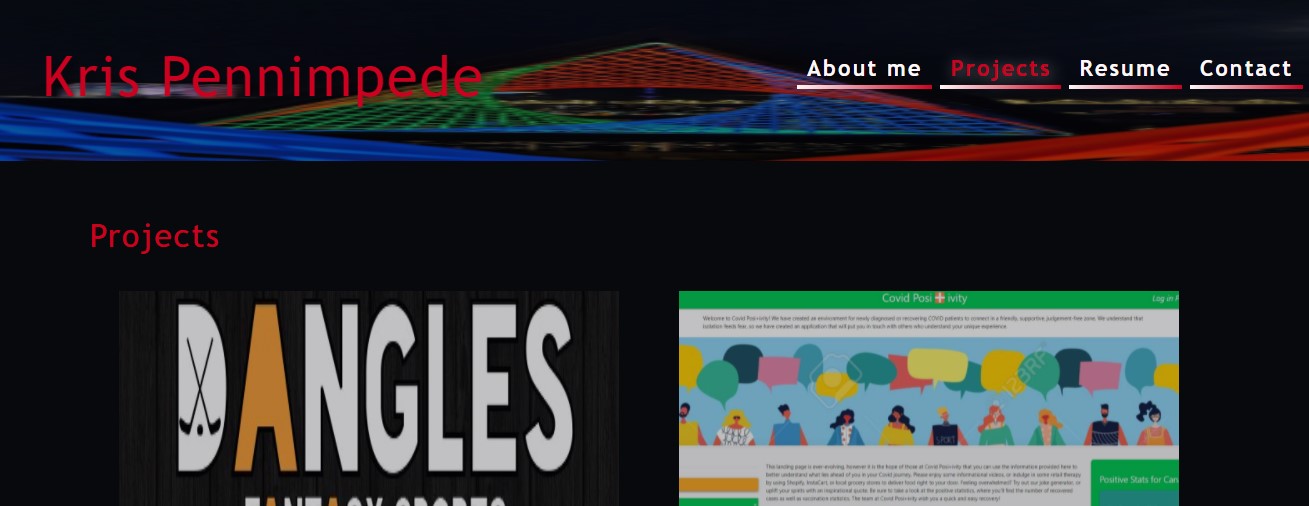 Kris Pennimpede
About me
Projects
Resume
Contact
Projects
DANGLES
FANTASY SPORTS
Covid Posi ivity
Log in
Welcome to Covid Pos+ivity! We have created an environment for newly diagnosed or recovering COVID patients to connect in a friendly, supportive, judgement-free zone. We understand that
isolation feeds fear, so we have created an application that will put you in touch with others who understand your unique experience.
123RF
SPORT
This landing page is ever-evolving, however it is the hope of those at Covid Pos+ivity that you can use the information provided here to
better understand what lies ahead of you in your Covid journey. Please enjoy some informational videos, or indulge in some retail therapy
by using Shopify, InstaCart, or local grocery stores to deliver food right to your door. Feeling overwhelmed? Try out our joke generator, or
uplift your spirits with an inspirational quote. Be sure to take a look at the positive statistics, where you'll find the number of recovered
cases as well as vaccination statistics. The team at Covid Pos+ivity wish you a quick and easy recovery!
Positive Stats for Can